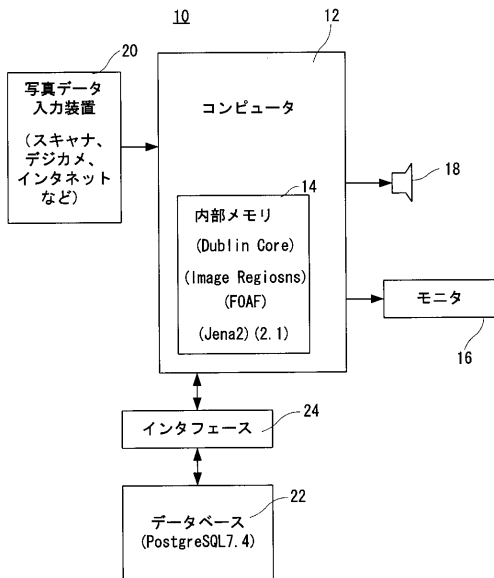 10
20
12
写真データ
入力装置
(スキャナ、
デジカメ、
インタネット
など)
コンピュータ
14
内部メモリ
(Dublin Core)
(Image Regiosns)
(FOAF)
(Jena2)(2.1)
18
モニタ
16
24
インタフェース
22
データベース
(PostgreSQL7.4)